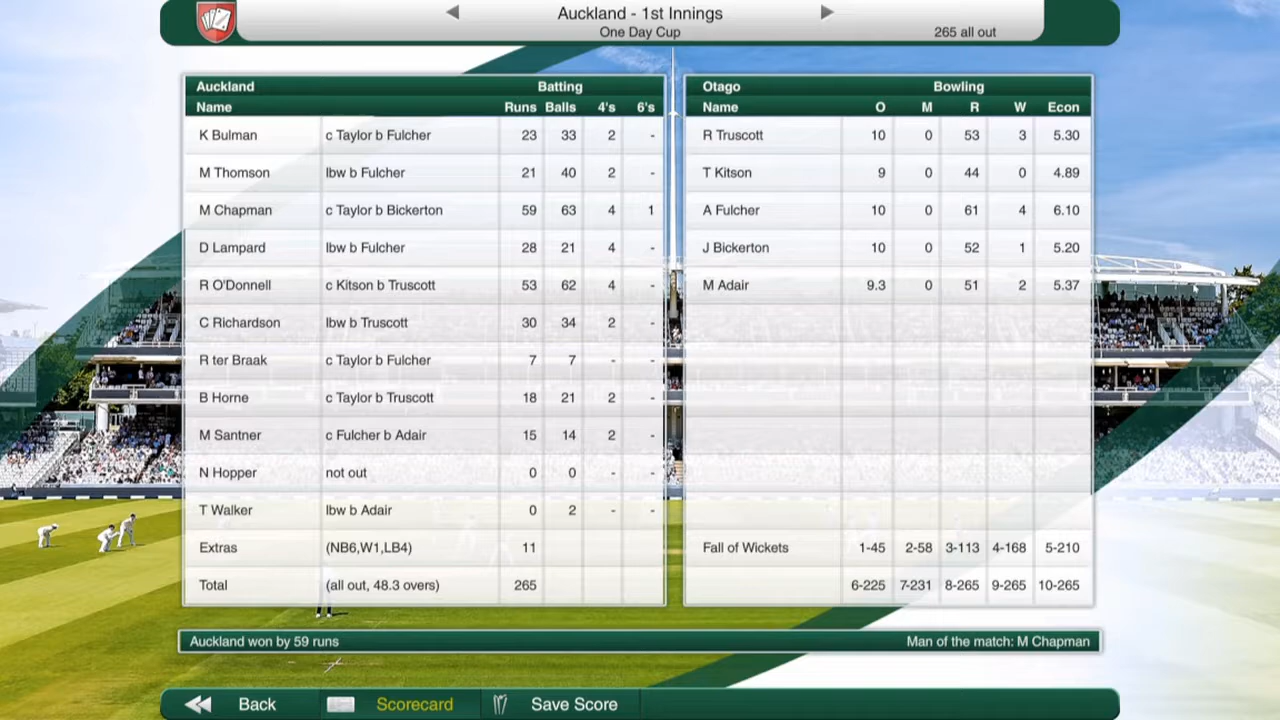 Auckland - 1st Innings
One Day Cup
265 all out
Auckland Batting
Name Runs Balls 4's 6's
K Bulman c Taylor b Fulcher 23 33 2 -
M Thomson lbw b Fulcher 21 40 2 -
M Chapman c Taylor b Bickerton 59 63 4 1
D Lampard lbw b Fulcher 28 21 4 -
R O'Donnell c Kitson b Truscott 53 62 4 -
C Richardson lbw b Truscott 30 34 2 -
R ter Braak c Taylor b Fulcher 7 7 - -
B Horne c Taylor b Truscott 18 21 2 -
M Santner c Fulcher b Adair 15 14 2 -
N Hopper not out 0 0 - -
T Walker lbw b Adair 0 2 - -
Extras (NB6,W1,LB4) 11
Total (all out, 48.3 overs) 265
Otago Bowling
Name O M R W Econ
R Truscott 10 0 53 3 5.30
T Kitson 9 0 44 0 4.89
A Fulcher 10 0 61 4 6.10
J Bickerton 10 0 52 1 5.20
M Adair 9.3 0 51 2 5.37
Fall of Wickets 1-45 2-58 3-113 4-168 5-210
6-225 7-231 8-265 9-265 10-265
Auckland won by 59 runs
Man of the match: M Chapman
Back
Scorecard
Save Score